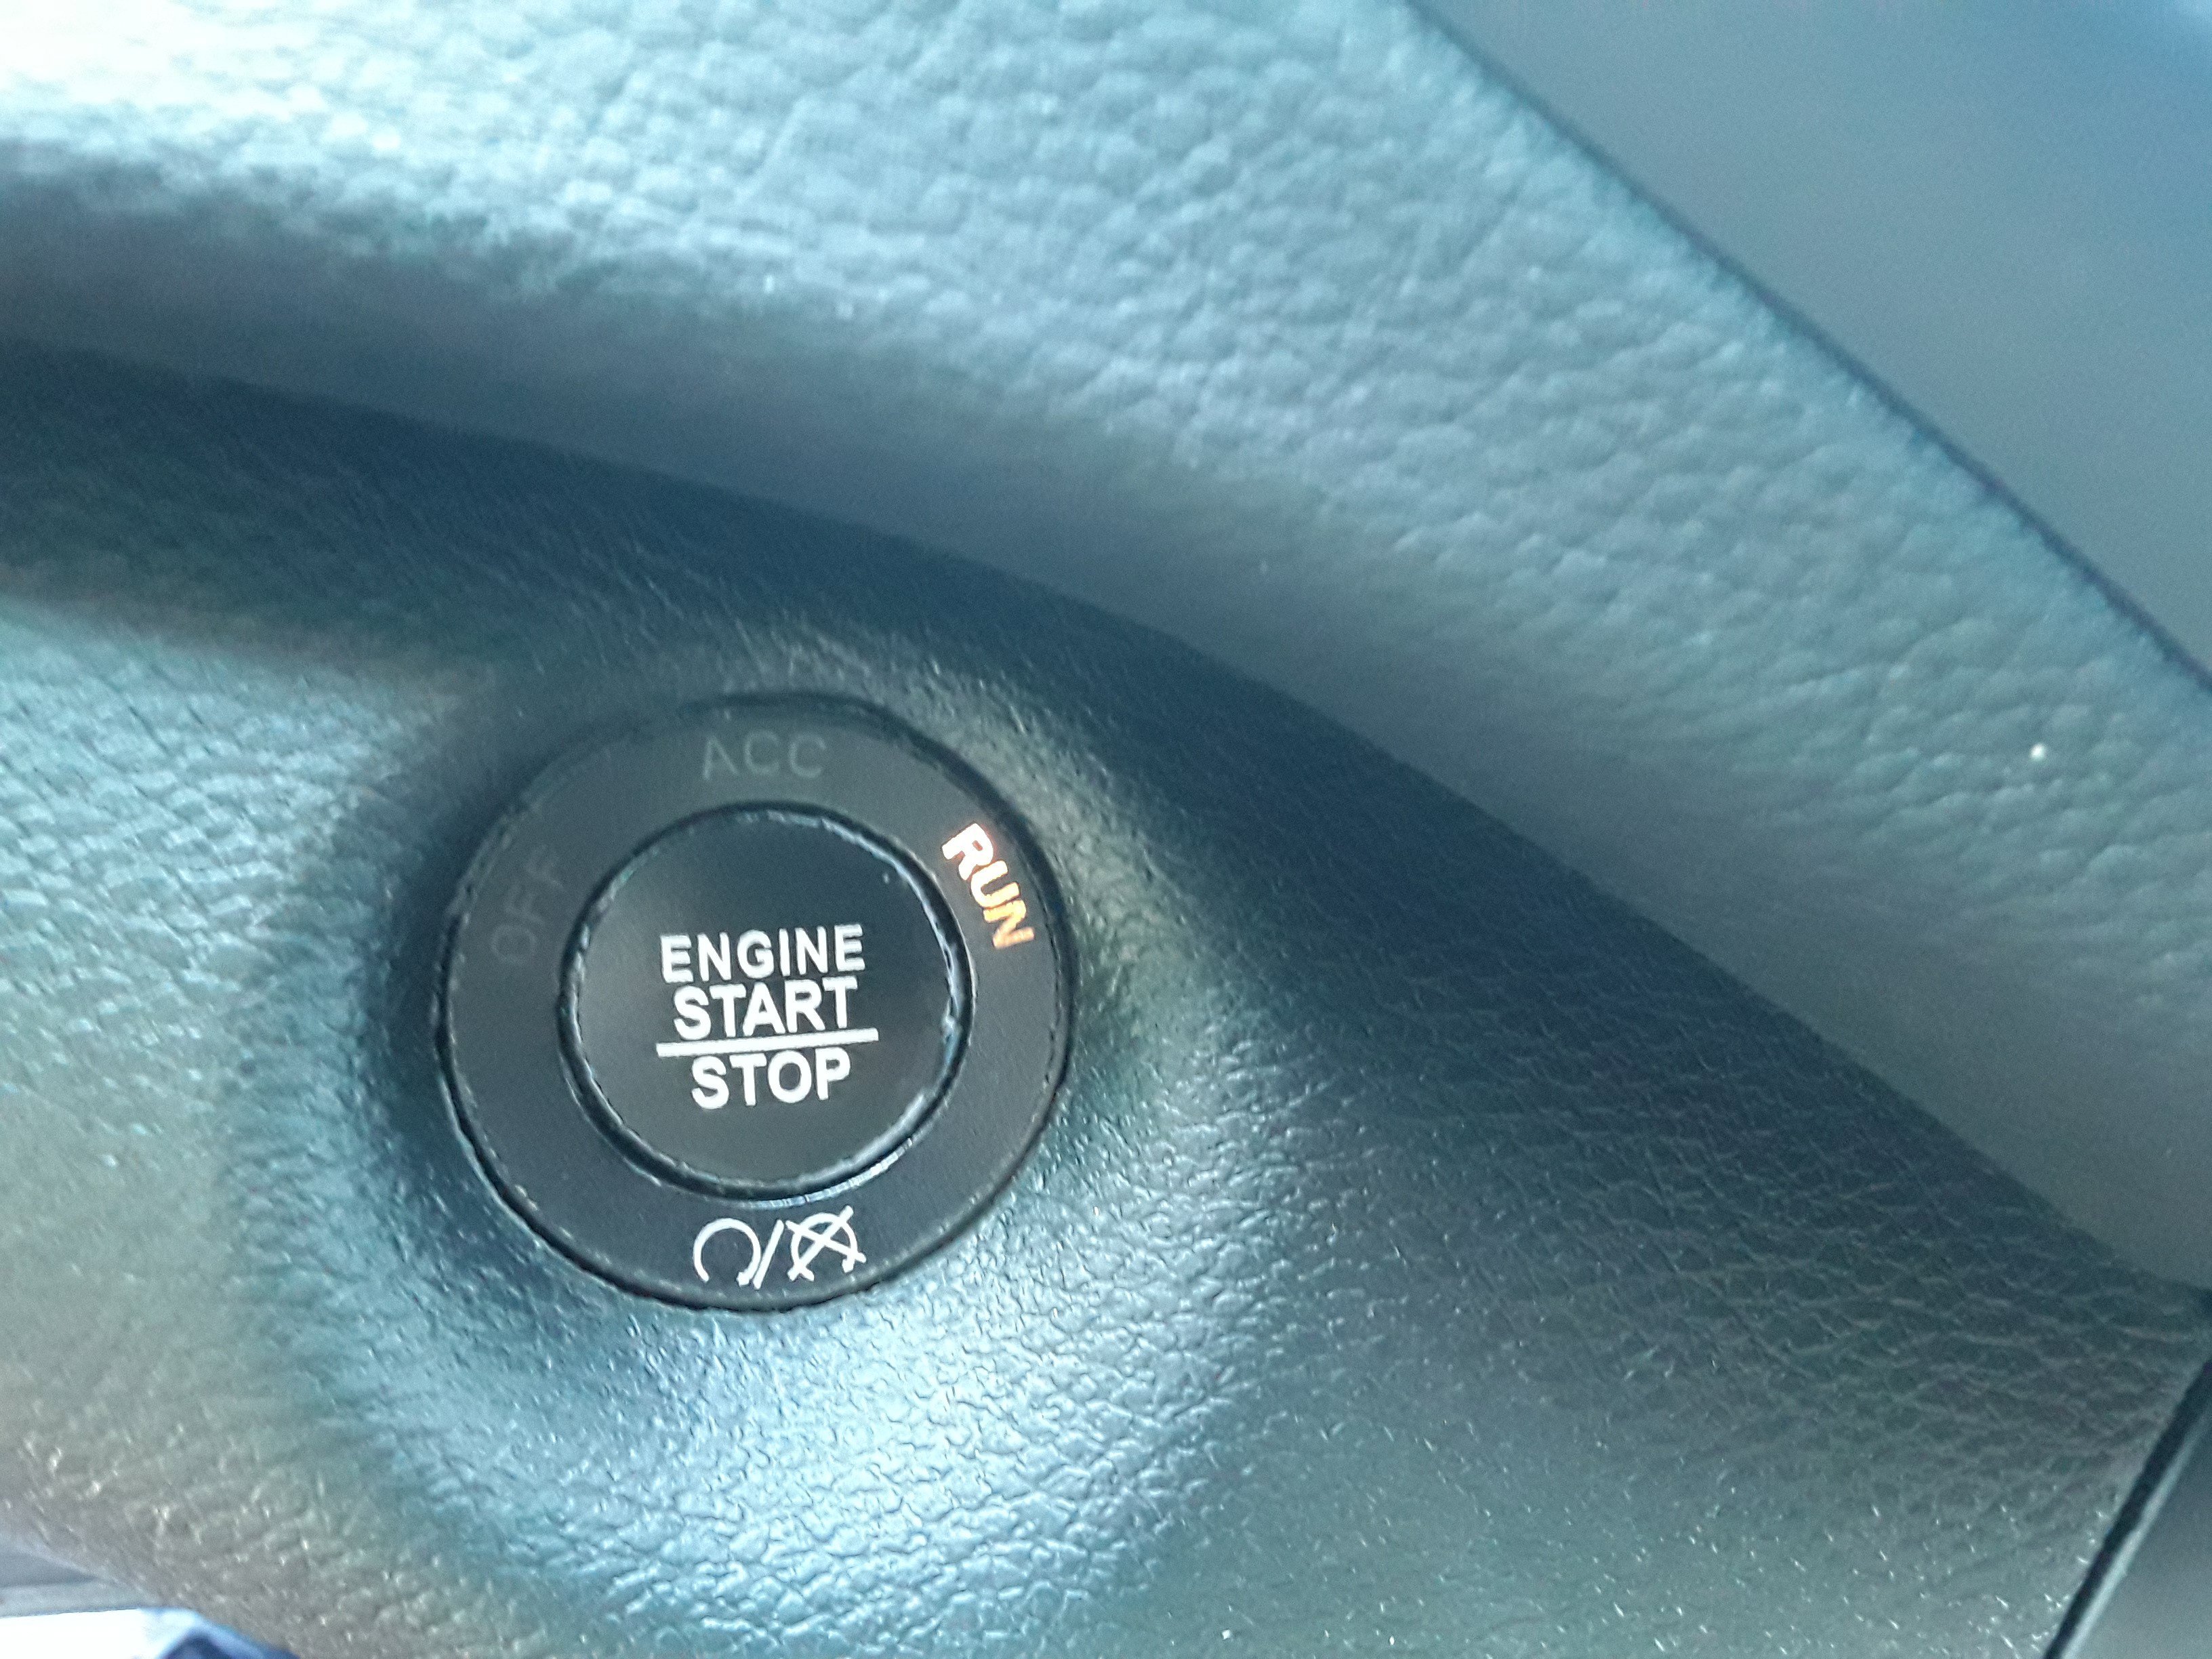 ACC
OFF
RUN
ENGINE
START
STOP